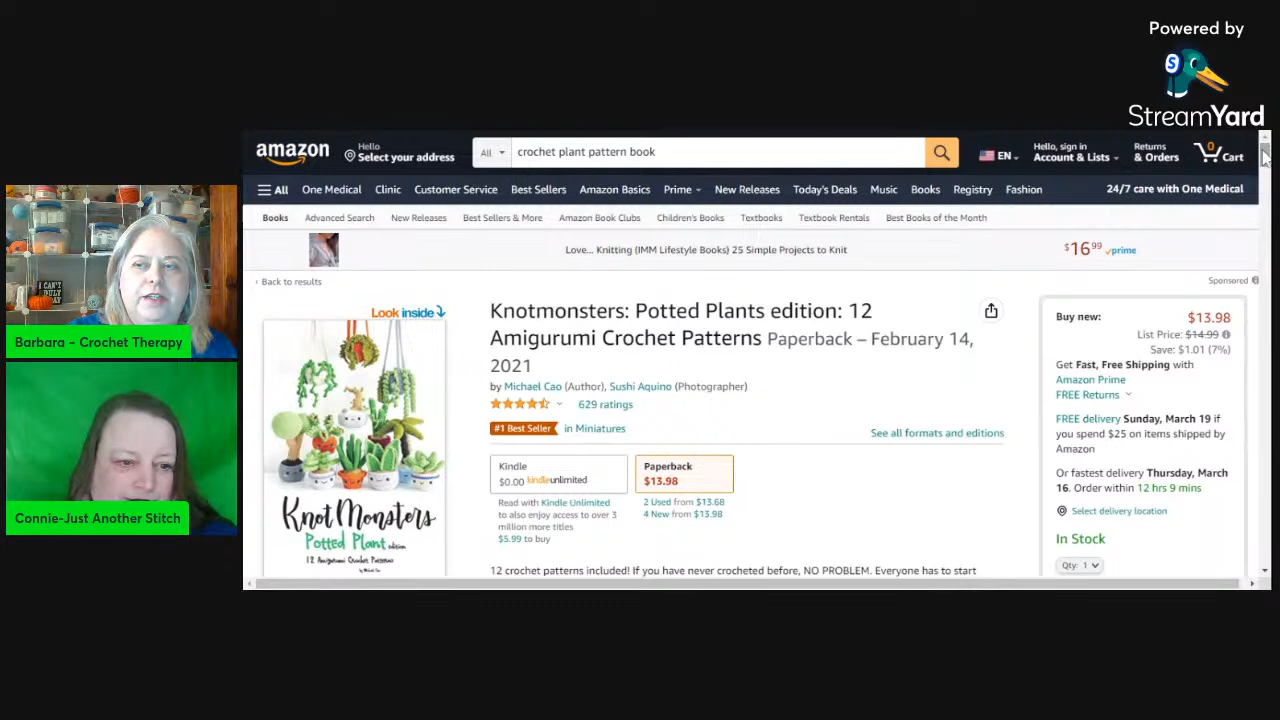 Powered by
S
StreamYard
amazon
Hello
Select your address
All
crochet plant pattern book
EN
Hello, sign in
Account & Lists
Returns
& Orders
0
Cart
All
One Medical
Clinic
Customer Service
Best Sellers
Amazon Basics
Prime
New Releases
Today's Deals
Music
Books
Registry
Fashion
24/7 care with One Medical
Books
Advanced Search
New Releases
Best Sellers & More
Amazon Book Clubs
Children's Books
Textbooks
Textbook Rentals
Best Books of the Month
Love... Knitting (IMM Lifestyle Books) 25 Simple Projects to Knit
$16 99 prime
‹ Back to results
Sponsored
Look inside
Knotmonsters: Potted Plants edition: 12
Amigurumi Crochet Patterns Paperback – February 14,
2021
by Michael Cao (Author), Sushi Aquino (Photographer)
629 ratings
#1 Best Seller in Miniatures
See all formats and editions
Kindle
$0.00 kindleunlimited
Read with Kindle Unlimited
to also enjoy access to over 3
million more titles
$5.99 to buy
Paperback
$13.98
2 Used from $13.68
4 New from $13.98
12 crochet patterns included! If you have never crocheted before, NO PROBLEM. Everyone has to start
Buy new:
$13.98
List Price: $14.99
Save: $1.01 (7%)
Get Fast, Free Shipping with
Amazon Prime
FREE Returns
FREE delivery Sunday, March 19 if
you spend $25 on items shipped by
Amazon
Or fastest delivery Thursday, March
16. Order within 12 hrs 9 mins
Select delivery location
In Stock
Qty: 1
KNOT MONSTERS
Potted Plant edition
12 Amigurumi Crochet Patterns
by Michael Cao
I CAN'T
TODAY
Barbara – Crochet Therapy
Connie-Just Another Stitch